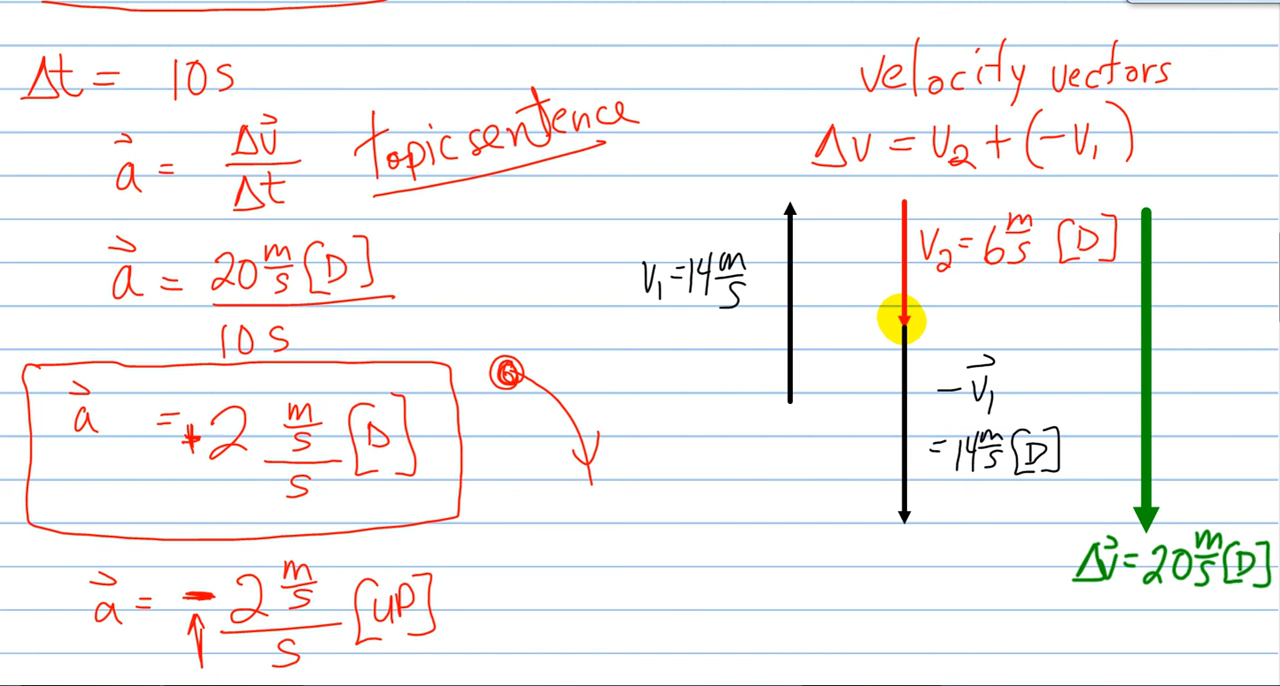 Δt = 10s
a⃗ = Δv⃗/Δt topic sentence
a⃗ = 20 m/s [D] / 10 s
a⃗ = +2 m/s/s [D]
a⃗ = -2 m/s/s [UP]
velocity vectors
Δv = v₂ + (-v₁)
v₁ = 14 m/s
v₂ = 6 m/s [D]
-v⃗₁
= 14 m/s [D]
Δv⃗ = 20 m/s [D]